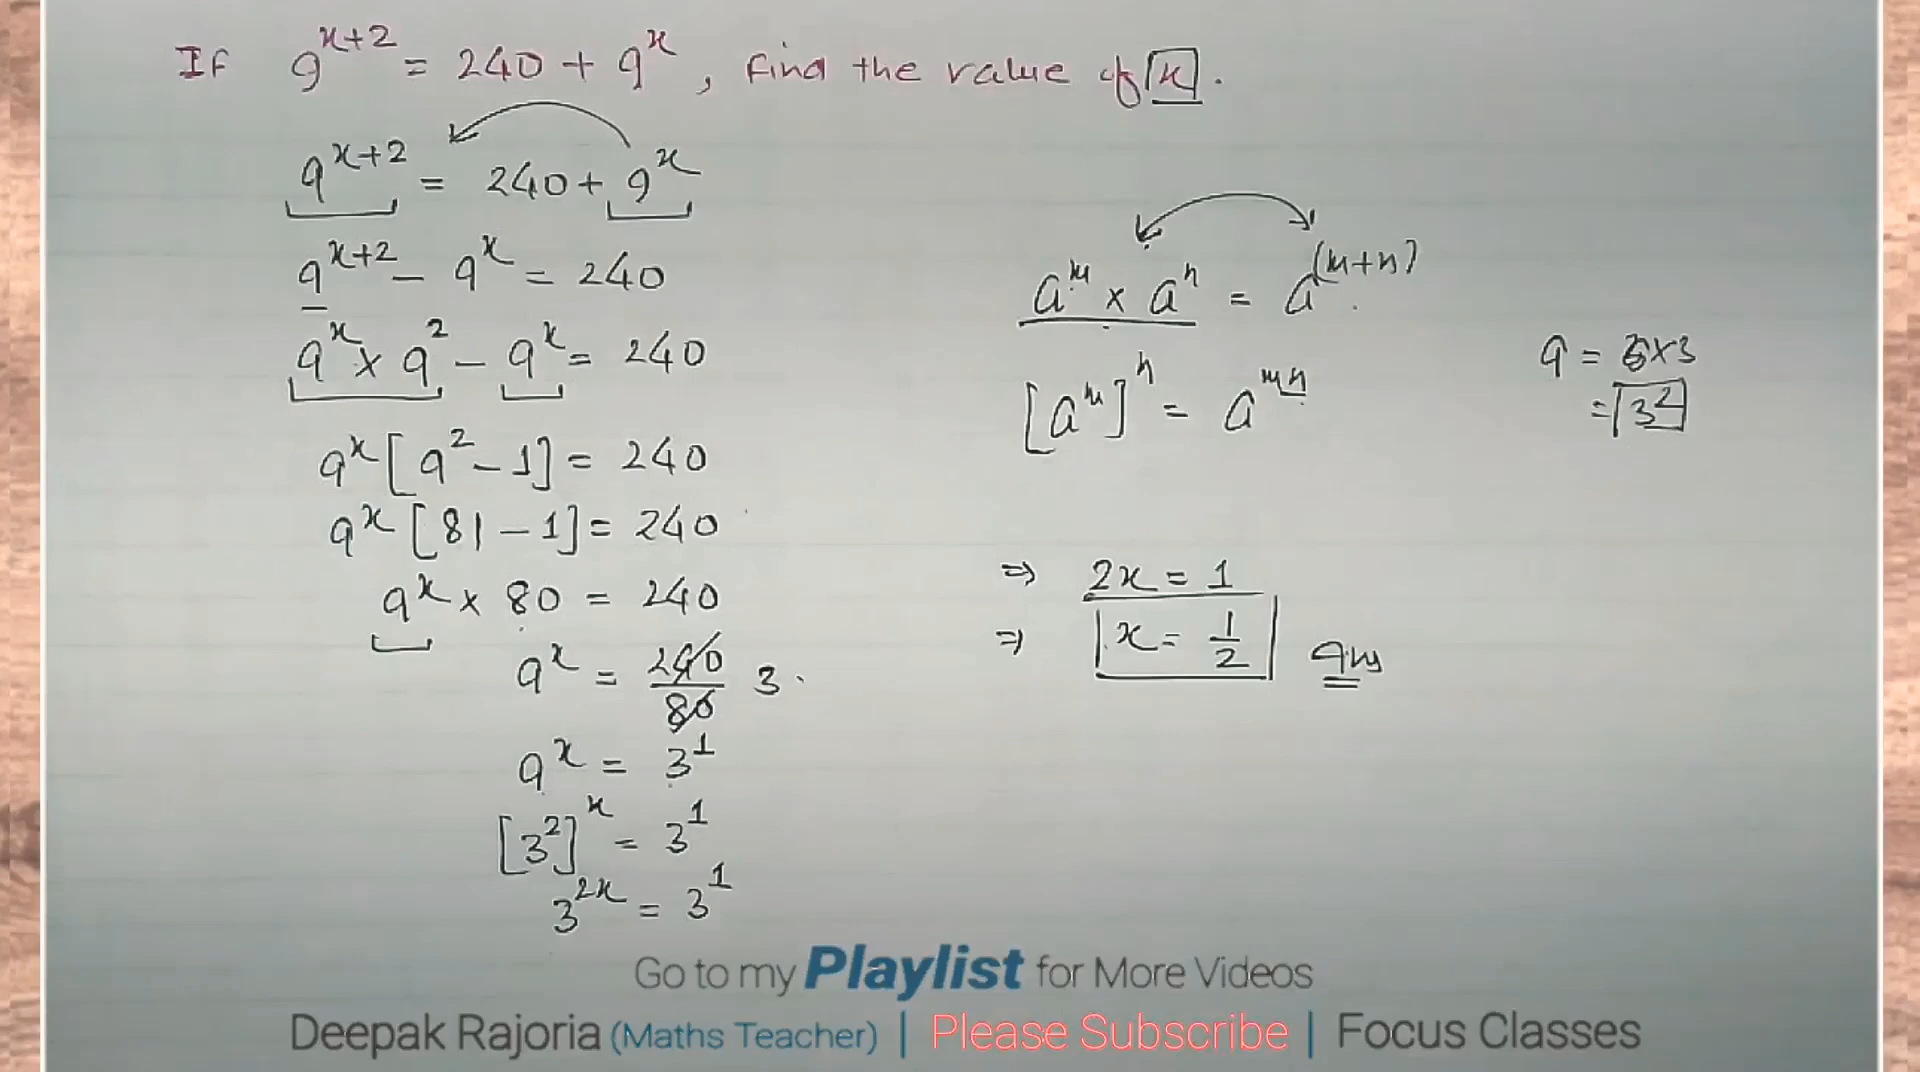 If 9^{x+2} = 240 + 9^x, find the value of x.
9^{x+2} = 240 + 9^x
9^{x+2} - 9^x = 240
9^x × 9^2 - 9^x = 240
9^x [9^2 - 1] = 240
9^x [81 - 1] = 240
9^x × 80 = 240
9^x = 240/80 3
9^x = 3^1
[3^2]^x = 3^1
3^{2x} = 3^1
a^m × a^n = a^{(m+n)}
[a^m]^n = a^{mn}
9 = 3×3
= 3^2
⇒ 2x = 1
⇒ x = 1/2 Ans
Go to my Playlist for More Videos
Deepak Rajoria (Maths Teacher) | Please Subscribe | Focus Classes